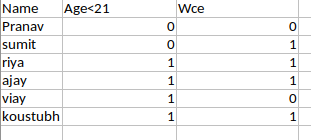 Name Age<21 Wce
Pranav 0 0
sumit 0 1
riya 1 1
ajay 1 1
viay 1 0
koustubh 1 1